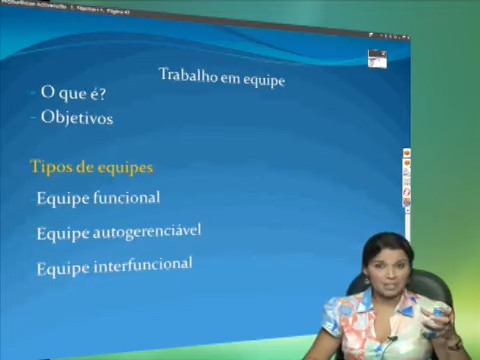 Trabalho em equipe
- O que é?
- Objetivos
Tipos de equipes
Equipe funcional
Equipe autogerenciável
Equipe interfuncional